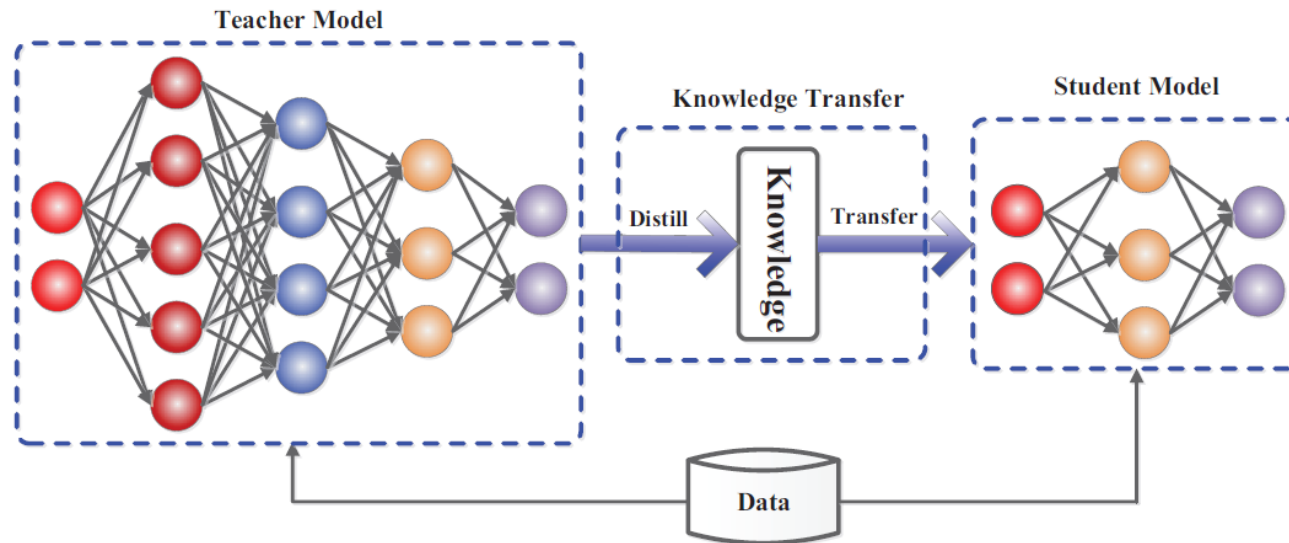 Teacher Model
Knowledge Transfer
Student Model
Distill
Knowledge
Transfer
Data